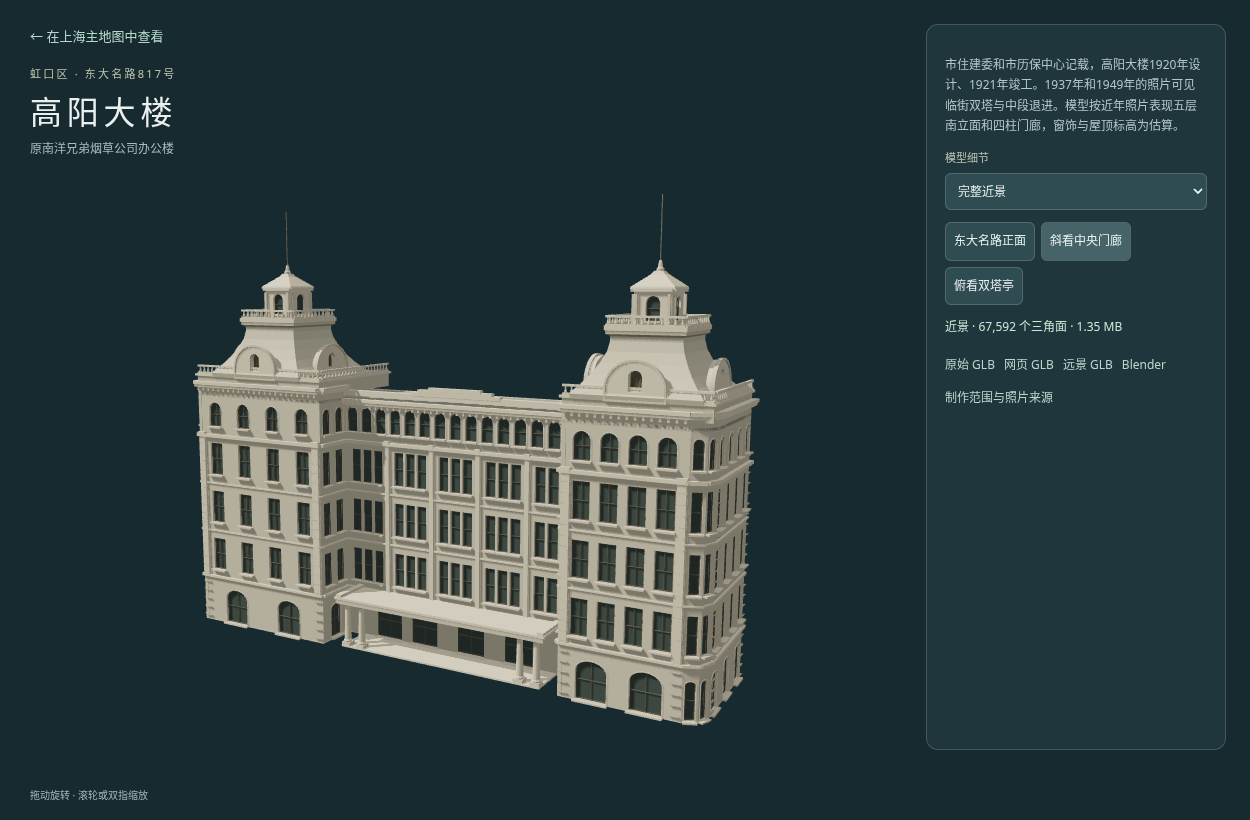 ← 在上海主地图中查看
虹口区 · 东大名路817号
高阳大楼
原南洋兄弟烟草公司办公楼
市住建委和市历保中心记载，高阳大楼1920年设
计、1921年竣工。1937年和1949年的照片可见
临街双塔与中段退进。模型按近年照片表现五层
南立面和四柱门廊，窗饰与屋顶标高为估算。
模型细节
完整近景
东大名路正面 斜看中央门廊
俯看双塔亭
近景 · 67,592 个三角面 · 1.35 MB
原始 GLB 网页 GLB 远景 GLB Blender
制作范围与照片来源
拖动旋转 · 滚轮或双指缩放